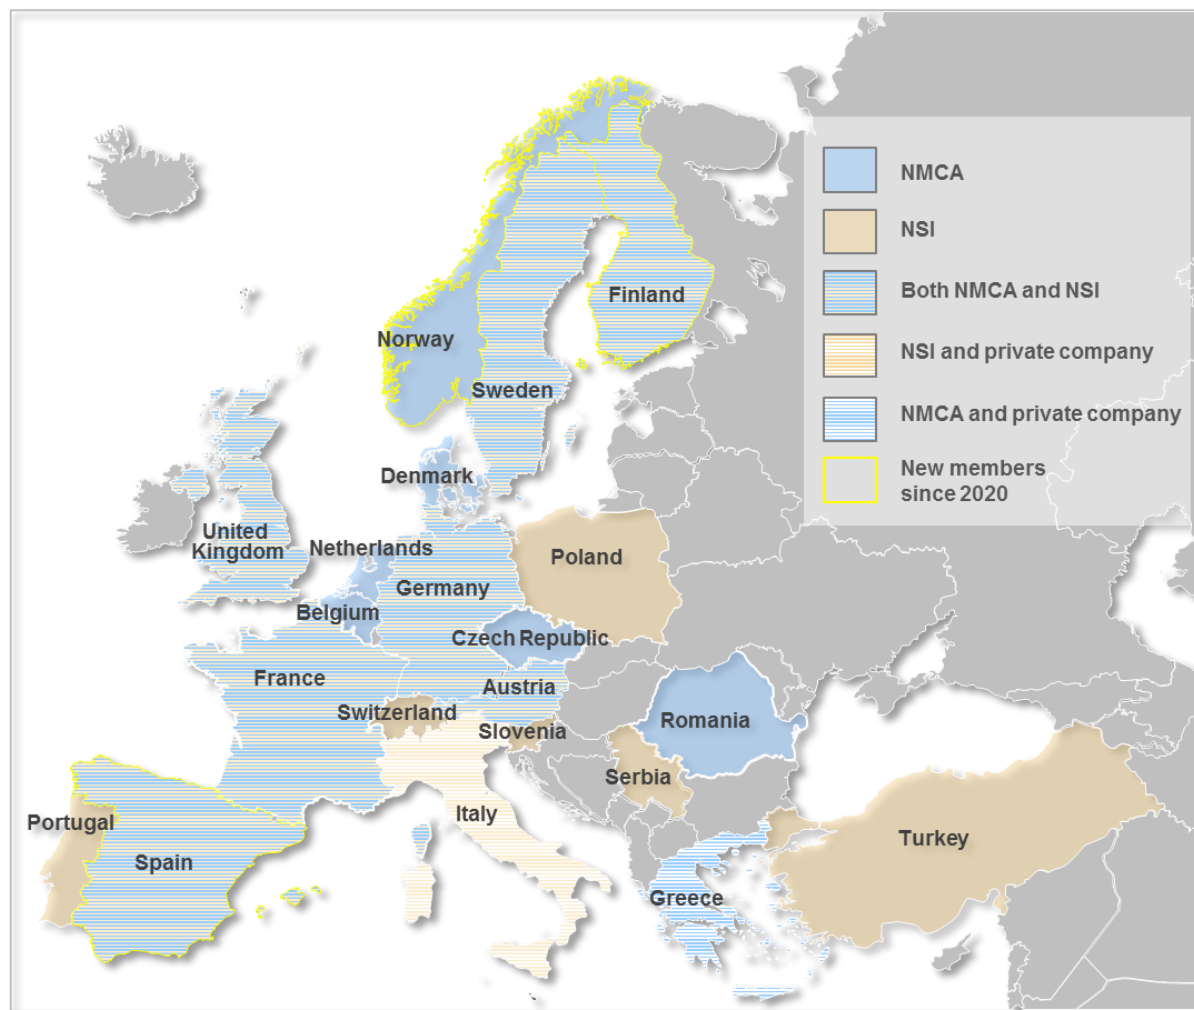 NMCA
NSI
Both NMCA and NSI
NSI and private company
NMCA and private company
New members
since 2020
Finland
Norway
Sweden
Denmark
United
Kingdom
Netherlands
Poland
Germany
Belgium
Czech Republic
France
Austria
Switzerland
Slovenia
Romania
Serbia
Italy
Portugal
Turkey
Spain
Greece